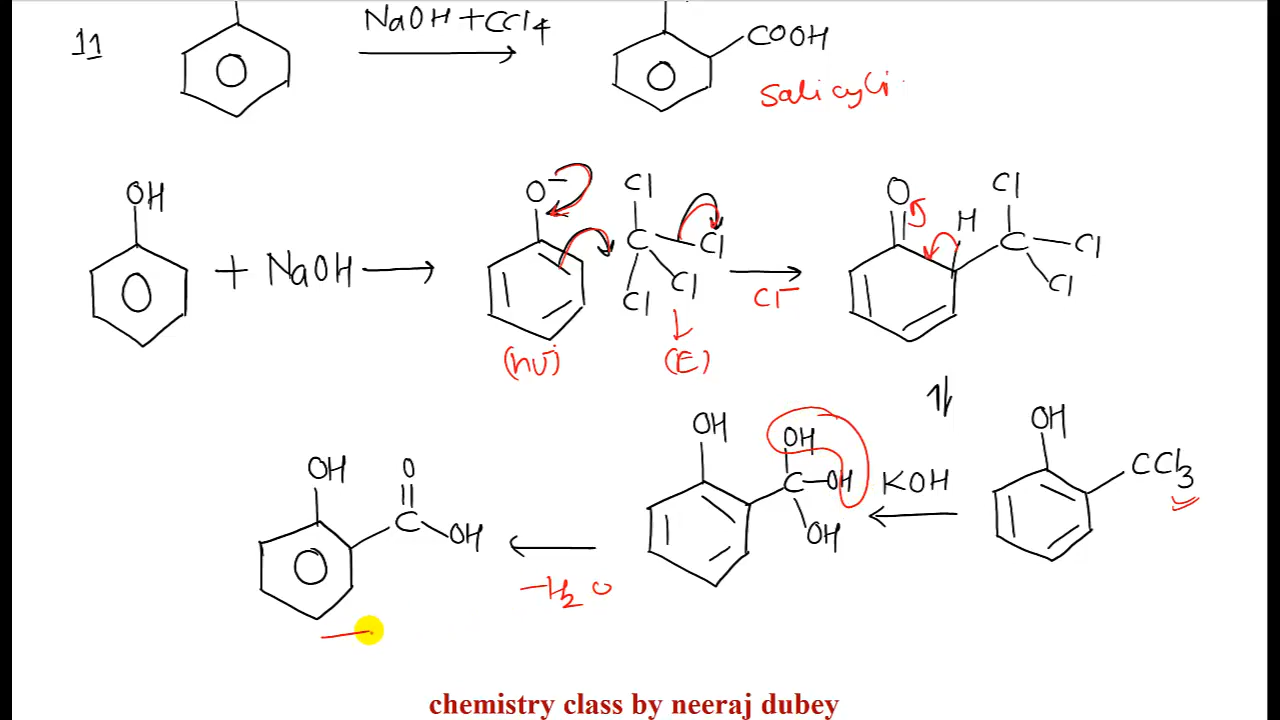 11 NaOH + CCl4 COOH
Salicyli
OH + NaOH O− Cl C Cl Cl Cl Cl− O H Cl C Cl Cl
(nu−) (E)
OH O C OH −H2O OH OH C OH OH KOH OH CCl3
chemistry class by neeraj dubey